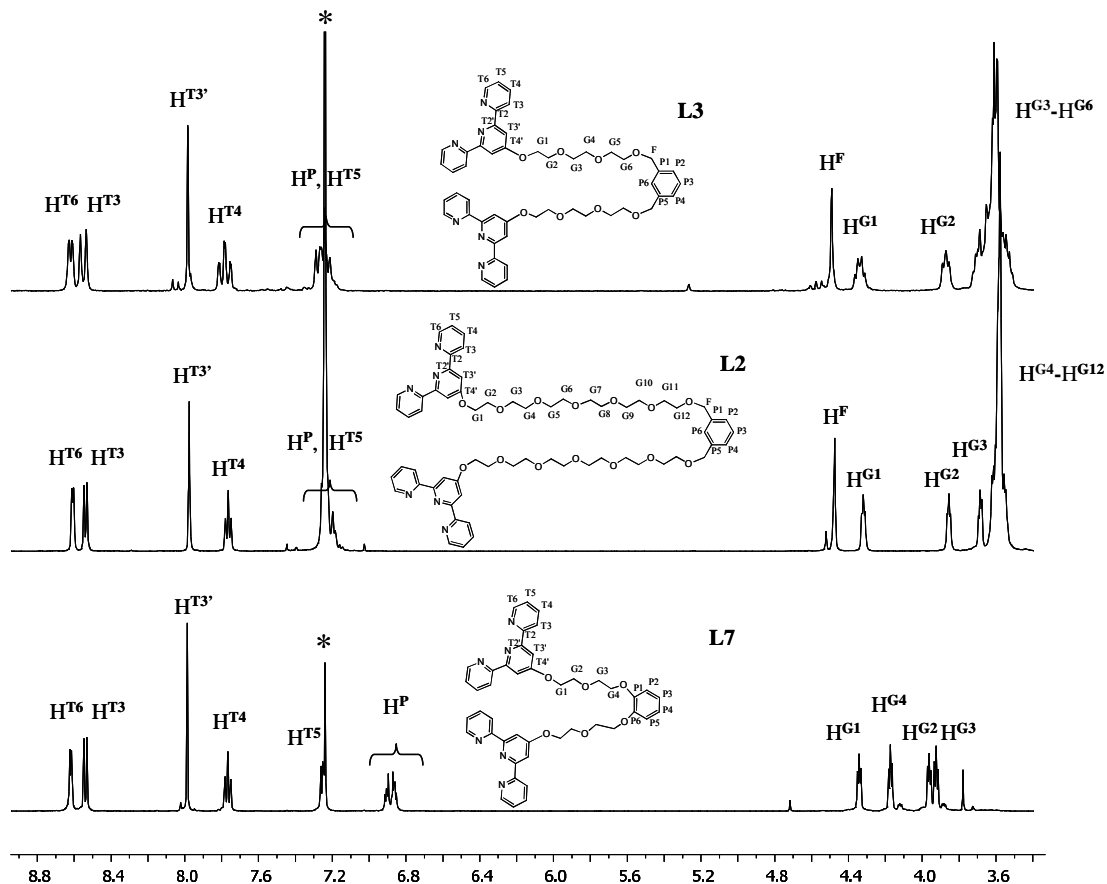 *
H^T3'
H^T6 H^T3
H^T4
H^P, H^T5
L3
H^F
H^G1
H^G2
H^G3-H^G6
T6 T5
T4
T3
N
T2
T2' N T3'
T4'
N
O
G1
G2
O
G3
G4
O
G5
G6
O
F
P1
P2
P3
P4
P5
P6
N
N
O
O
O
O
N
H^T3'
H^T6 H^T3
H^T4
H^P, H^T5
L2
H^F
H^G1
H^G2
H^G3
H^G4-H^G12
T6 T5
T4
T3
N
T2
T2' N T3'
T4'
N
O
G1
G2
O
G3
G4
O
G5
G6
O
G7
G8
O
G9
G10
O
G11
G12
O
F
P1
P2
P3
P4
P5
P6
N
N
O
O
O
O
O
O
O
N
H^T3'
H^T6 H^T3
H^T4
*
H^T5
H^P
L7
H^G1
H^G4
H^G2 H^G3
T6 T5
T4
T3
N
T2
T2' N T3'
T4'
N
O
G1
G2
O
G3
G4
O
P1
P2
P3
P4
P5
P6
O
N
N
O
O
N
8.8 8.0 7.6 7.2 6.8 6.4 6.0 5.6 5.2 4.8 4.4 4.0 3.6